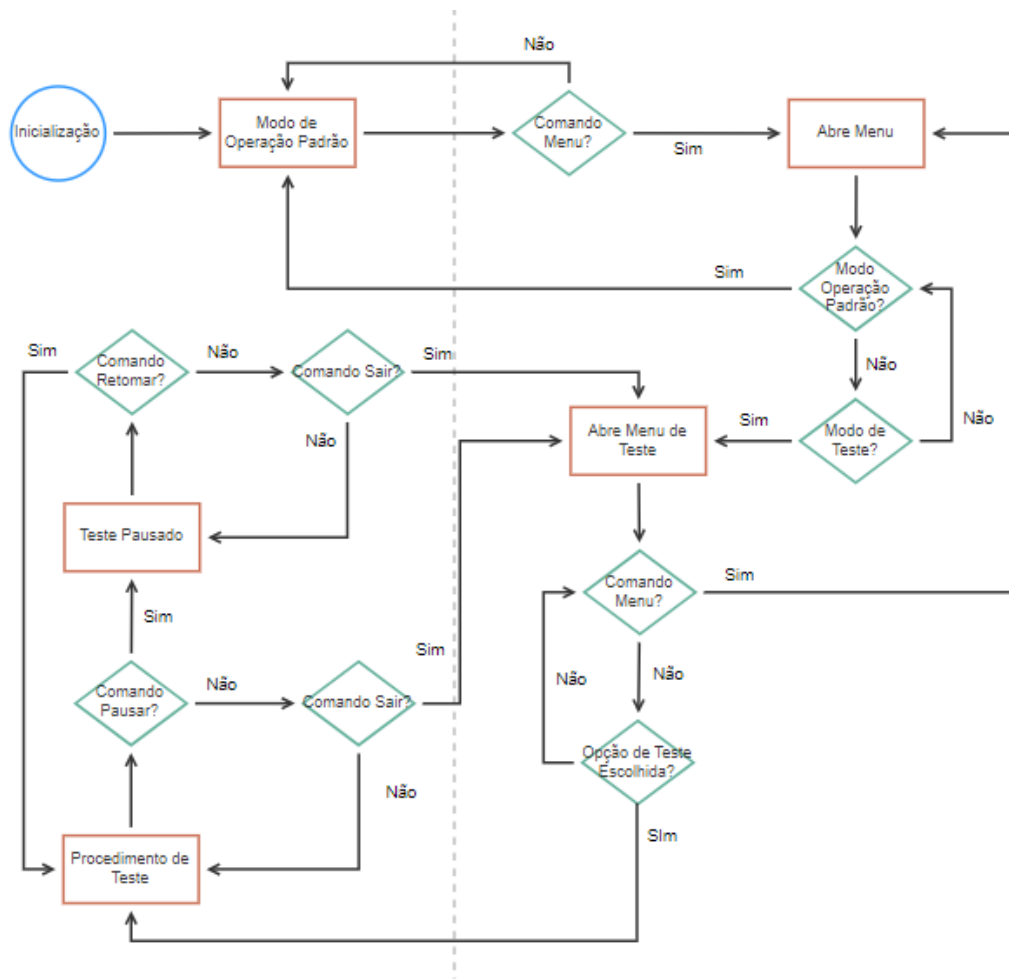 Não
Inicialização
Modo de
Operação Padrão
Comando
Menu?
Sim
Abre Menu
Sim
Modo
Operação
Padrão?
Não
Sim
Comando
Retomar?
Não
Comando Sair?
Sim
Não
Abre Menu de
Teste
Sim
Modo de
Teste?
Não
Teste Pausado
Comando
Menu?
Sim
Sim
Não
Não
Comando
Pausar?
Não
Comando Sair?
Sim
Opção de Teste
Escolhida?
Não
SIm
Procedimento de
Teste